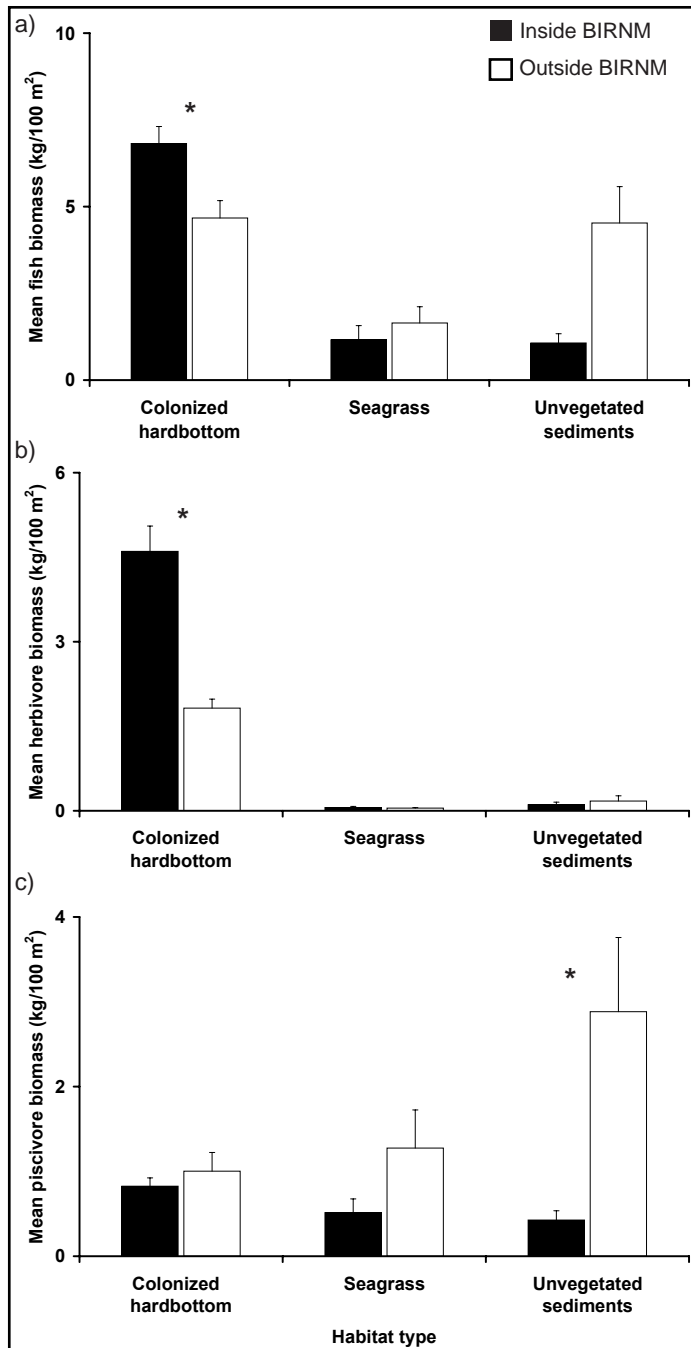 a)
Inside BIRNM
Outside BIRNM
Mean fish biomass (kg/100 m²)
10
5
0
*
Colonized
hardbottom
Seagrass
Unvegetated
sediments
b)
Mean herbivore biomass (kg/100 m²)
6
3
0
*
Colonized
hardbottom
Seagrass
Unvegetated
sediments
c)
Mean piscivore biomass (kg/100 m²)
4
2
0
*
Colonized
hardbottom
Seagrass
Unvegetated
sediments
Habitat type